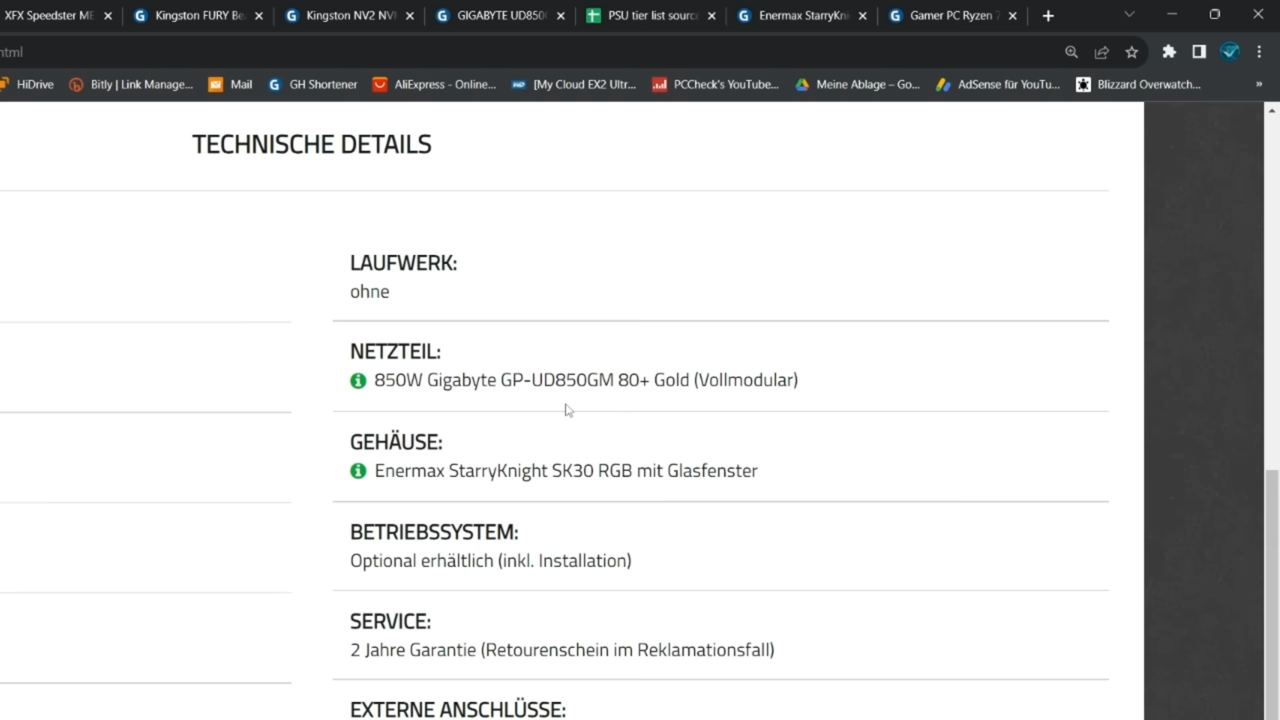 XFX Speedster ME
Kingston FURY Be
Kingston NV2 NV
GIGABYTE UD850
PSU tier list sourc
Enermax StarryKn
Gamer PC Ryzen 7
html
HiDrive
Bitly | Link Manage...
Mail
GH Shortener
AliExpress - Online...
[My Cloud EX2 Ultr...
PCCheck's YouTube...
Meine Ablage – Go...
AdSense für YouTu...
Blizzard Overwatch...
»
TECHNISCHE DETAILS
LAUFWERK:
ohne
NETZTEIL:
850W Gigabyte GP-UD850GM 80+ Gold (Vollmodular)
GEHÄUSE:
Enermax StarryKnight SK30 RGB mit Glasfenster
BETRIEBSSYSTEM:
Optional erhältlich (inkl. Installation)
SERVICE:
2 Jahre Garantie (Retourenschein im Reklamationsfall)
EXTERNE ANSCHLÜSSE: